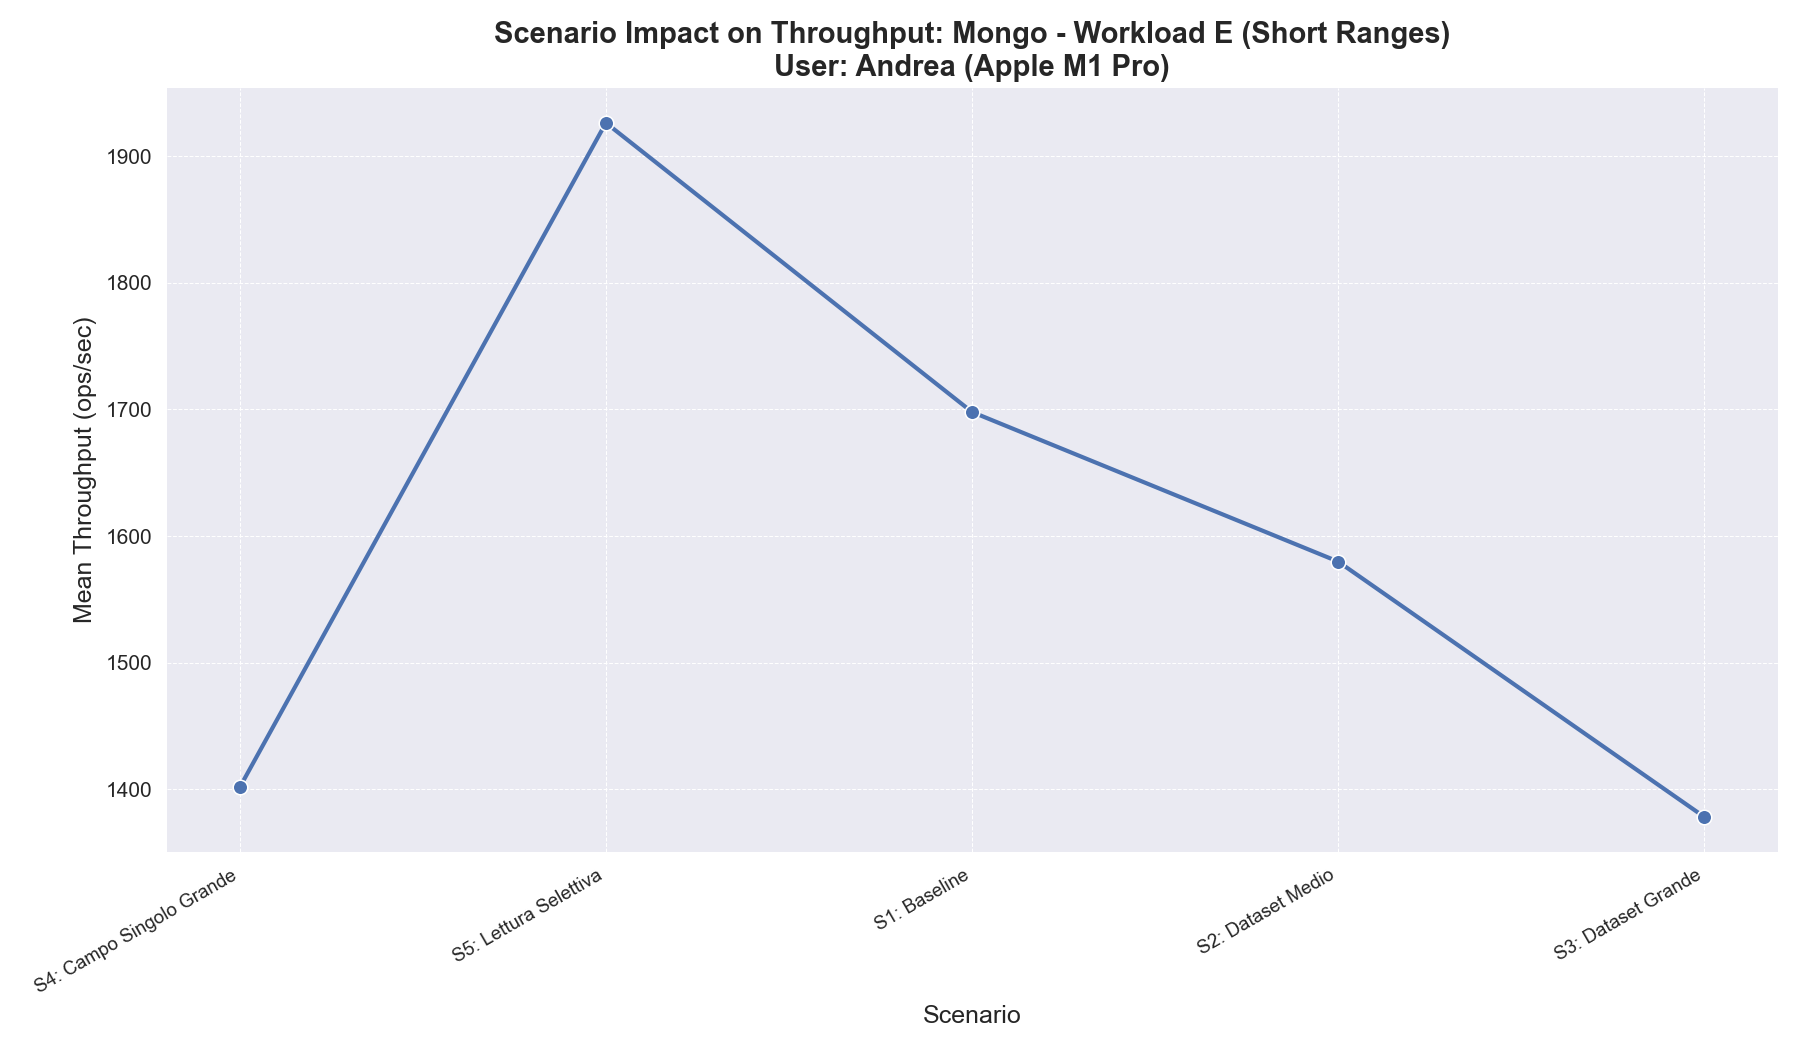 Scenario Impact on Throughput: Mongo - Workload E (Short Ranges)
User: Andrea (Apple M1 Pro)
Mean Throughput (ops/sec)
1900
1800
1700
1600
1500
1400
S4: Campo Singolo Grande
S5: Lettura Selettiva
S1: Baseline
S2: Dataset Medio
S3: Dataset Grande
Scenario